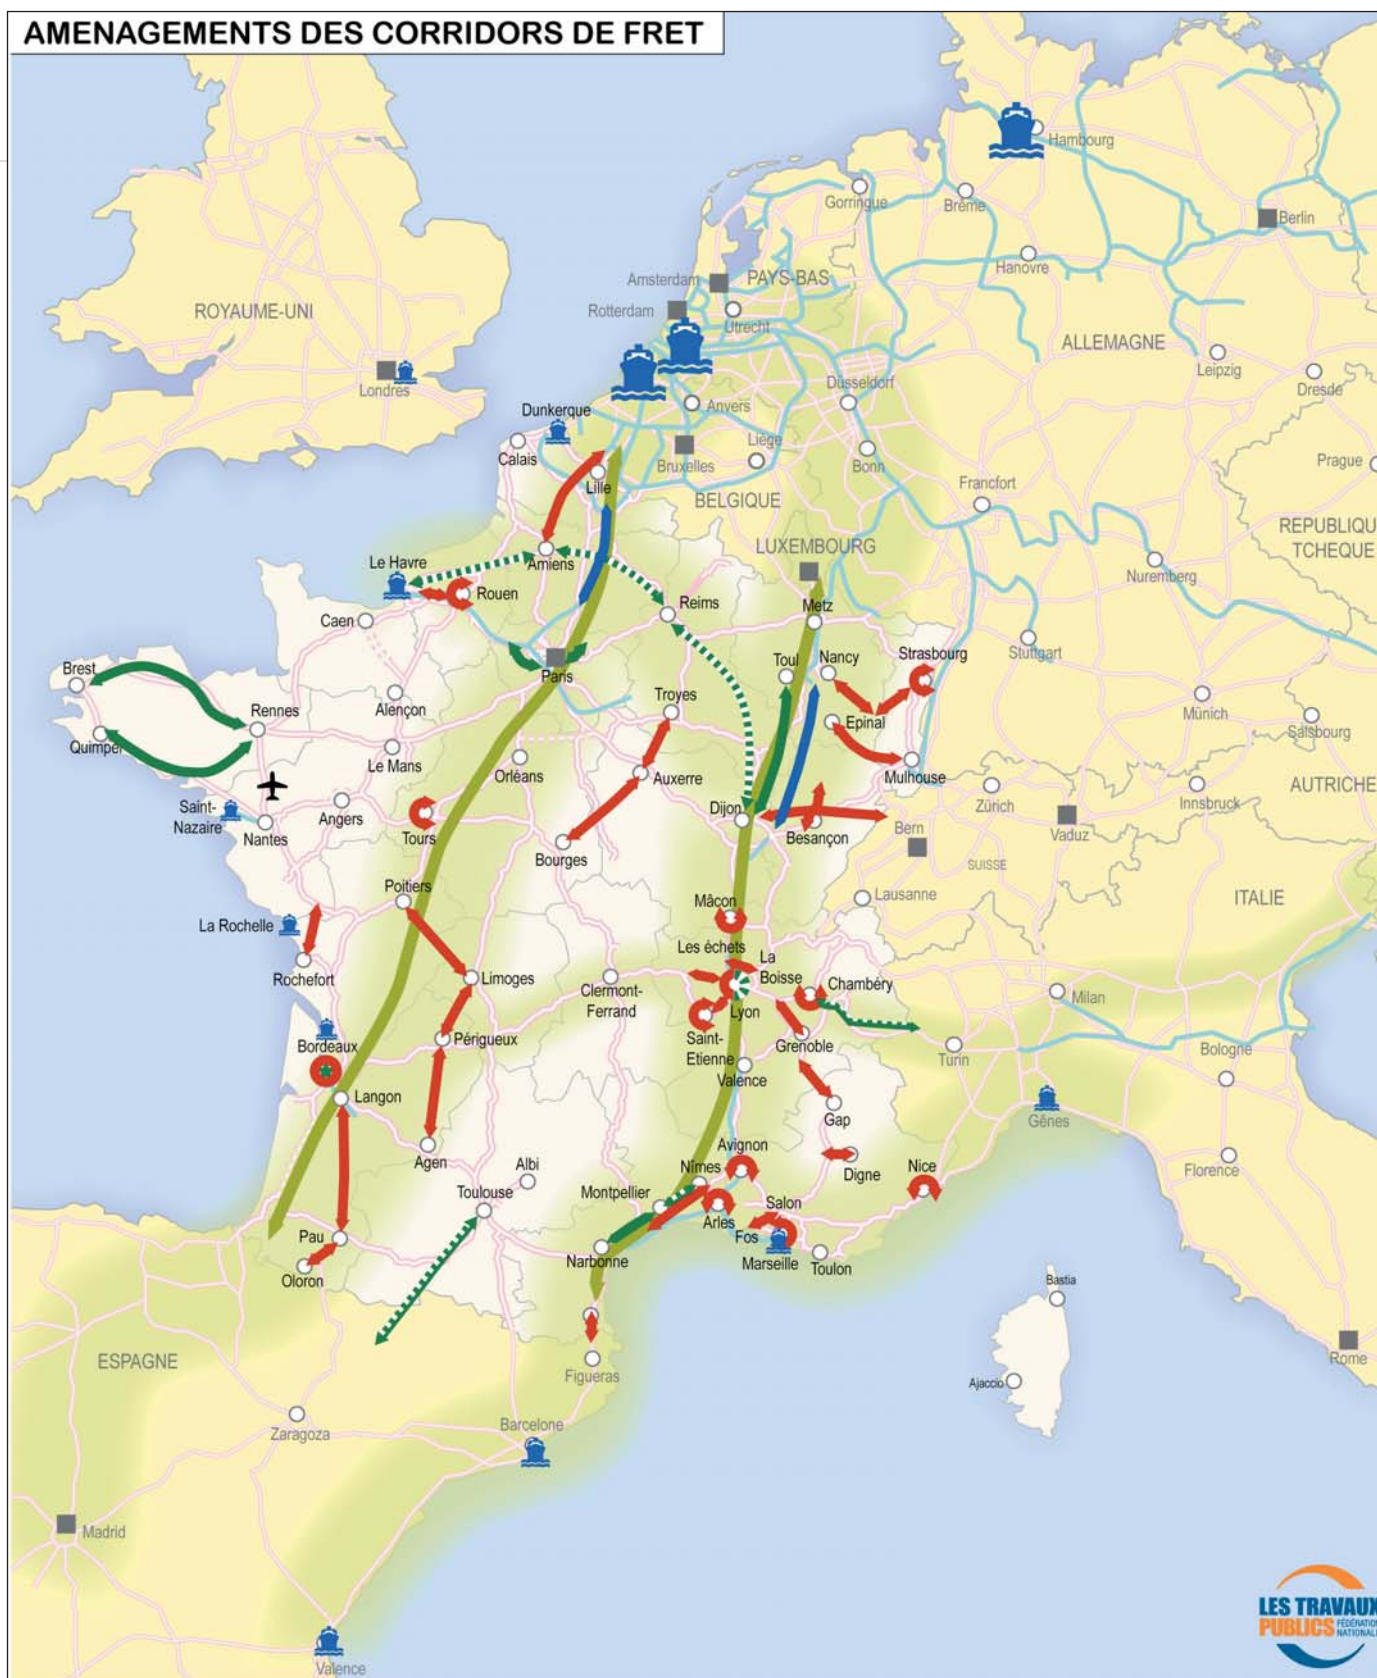 AMENAGEMENTS DES CORRIDORS DE FRET
Hambourg
Gorringue
Brême
Berlin
Hanovre
Amsterdam
PAYS-BAS
ROYAUME-UNI
Rotterdam
Utrecht
ALLEMAGNE
Leipzig
Londres
Düsseldorf
Dresde
Dunkerque
Anvers
Calais
Liège
Bruxelles
Bonn
Prague
Lille
Francfort
BELGIQUE
REPUBLIQU
TCHEQUE
LUXEMBOURG
Le Havre
Amiens
Nuremberg
Rouen
Reims
Metz
Caen
Stuttgart
Brest
Toul
Nancy
Strasbourg
Paris
Troyes
Alençon
Rennes
Epinal
Münich
Salsbourg
Quimper
Le Mans
Orléans
Auxerre
Mulhouse
AUTRICHE
Saint-
Nazaire
Angers
Zürich
Innsbruck
Dijon
Nantes
Tours
Besançon
Bern
Vaduz
Bourges
SUISSE
Poitiers
Lausanne
ITALIE
Mâcon
La Rochelle
Les échets
La
Boisse
Rochefort
Limoges
Clermont-
Ferrand
Chambéry
Milan
Lyon
Bordeaux
Périgueux
Saint-
Etienne
Grenoble
Turin
Bologne
Valence
Langon
Gap
Gênes
Agen
Albi
Avignon
Digne
Nîmes
Nice
Florence
Toulouse
Montpellier
Salon
Pau
Arles
Fos
Narbonne
Marseille
Toulon
Oloron
Bastia
ESPAGNE
Rome
Figueras
Ajaccio
Zaragoza
Barcelone
Madrid
LES TRAVAUX
PUBLICS
FÉDÉRATION
NATIONALE
Valence